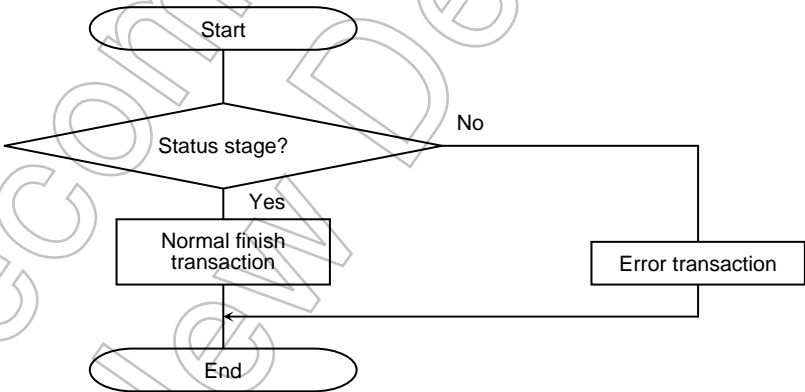 Start
Status stage?
No
Yes
Normal finish
transaction
Error transaction
End